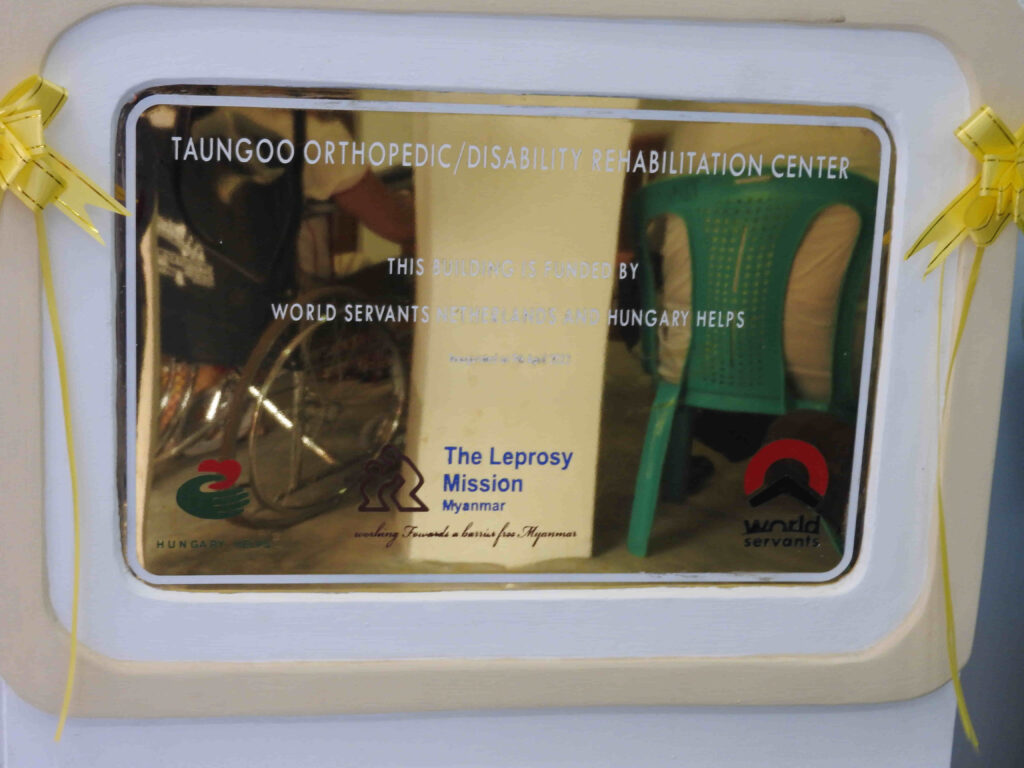 TAUNGOO ORTHOPEDIC/DISABILITY REHABILITATION CENTER
THIS BUILDING IS FUNDED BY
WORLD SERVANTS NETHERLANDS AND HUNGARY HELPS
The Leprosy
Mission
Myanmar
working Towards a barrier free Myanmar
HUNGARY HELPS
world
servants